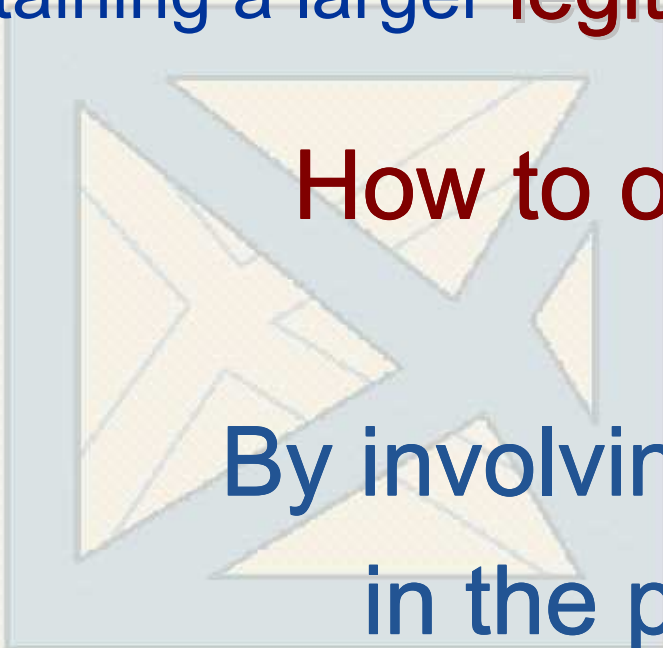 taining a larger legit
How to o
By involvin
in the p